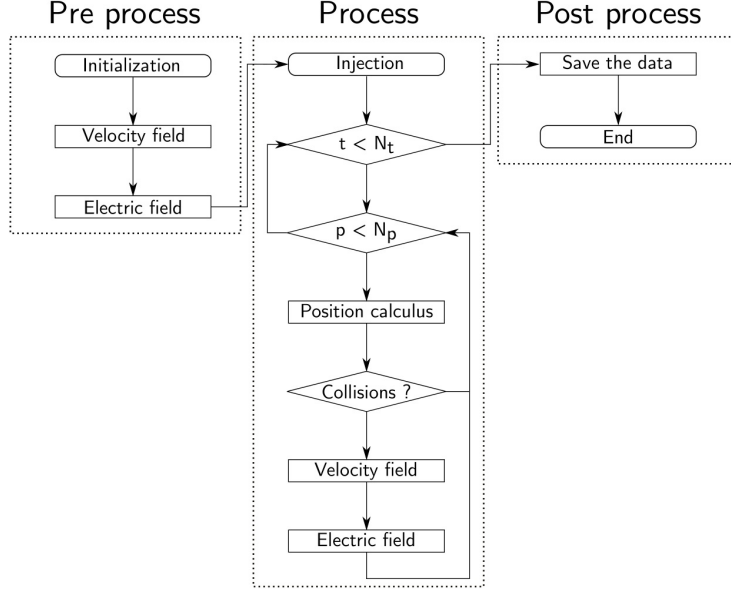 Pre process
Initialization
Velocity field
Electric field
Process
Injection
t < Nₜ
p < Nₚ
Position calculus
Collisions ?
Velocity field
Electric field
Post process
Save the data
End